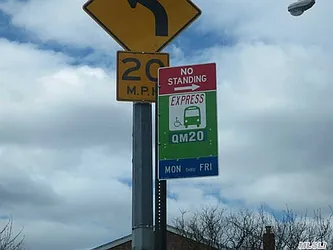 20
M.P.H
NO
STANDING
EXPRESS
QM20
MON THRU FRI